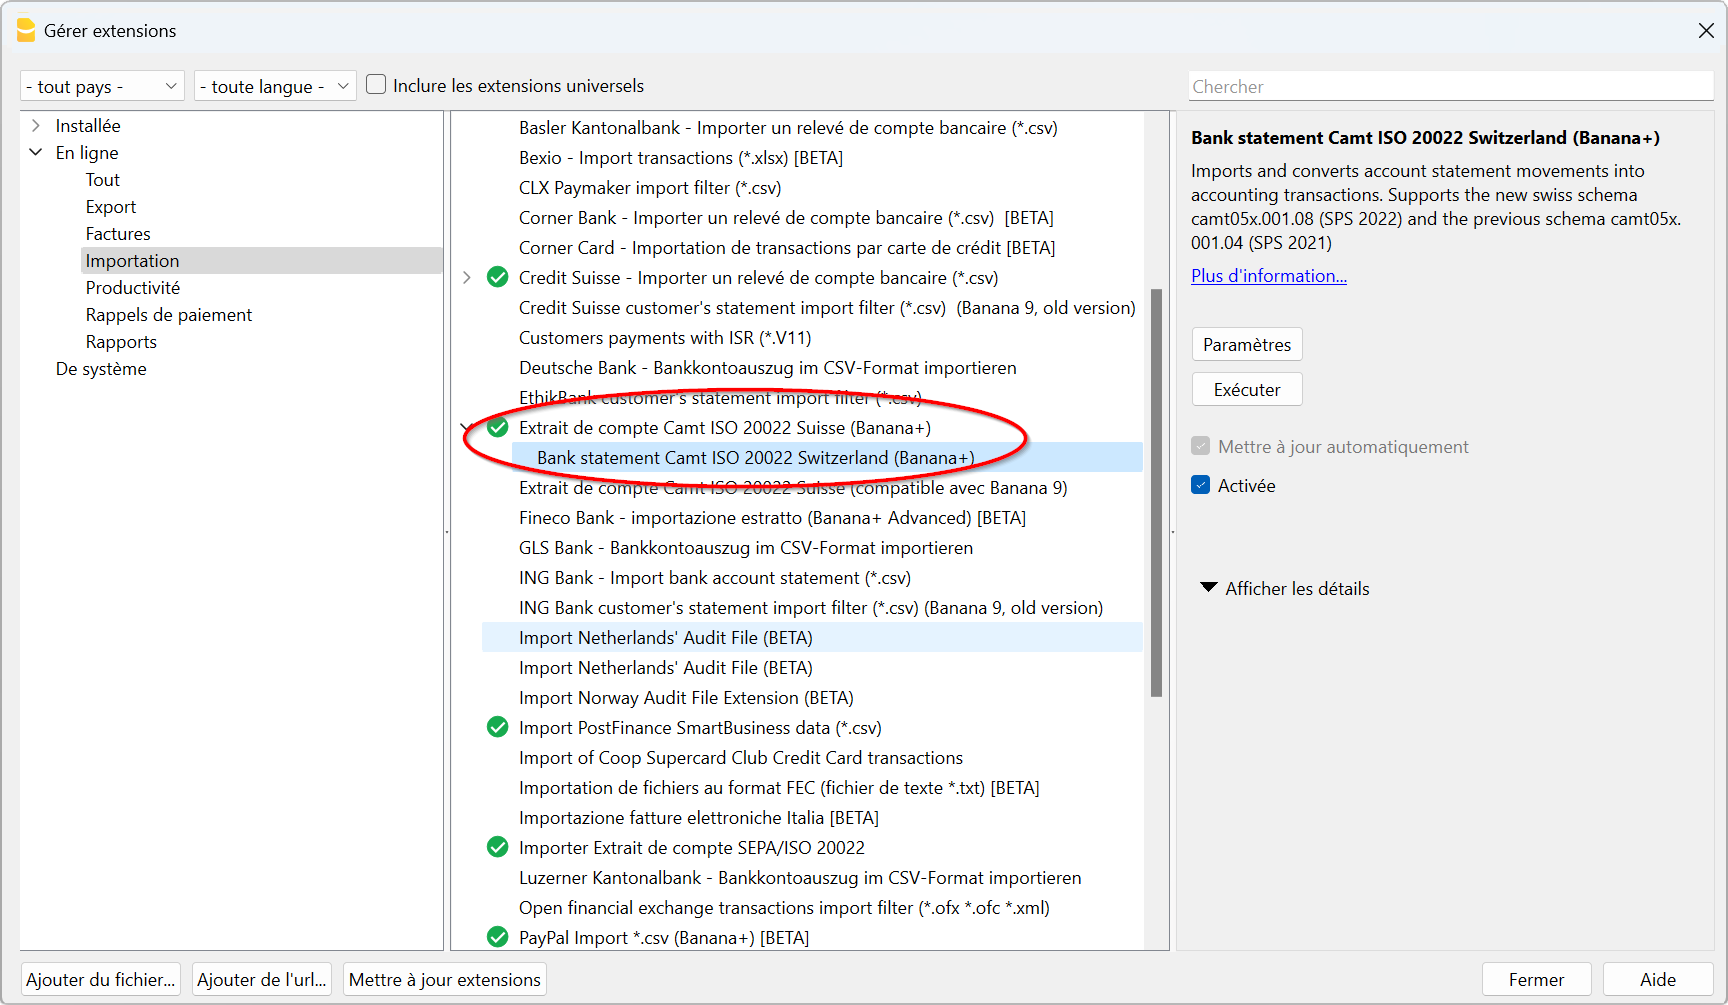 Gérer extensions
- tout pays -
- toute langue -
Inclure les extensions universels
Chercher
Installée
En ligne
Tout
Export
Factures
Importation
Productivité
Rappels de paiement
Rapports
De système
Basler Kantonalbank - Importer un relevé de compte bancaire (*.csv)
Bexio - Import transactions (*.xlsx) [BETA]
CLX Paymaker import filter (*.csv)
Corner Bank - Importer un relevé de compte bancaire (*.csv)  [BETA]
Corner Card - Importation de transactions par carte de crédit [BETA]
Credit Suisse - Importer un relevé de compte bancaire (*.csv)
Credit Suisse customer's statement import filter (*.csv)  (Banana 9, old version)
Customers payments with ISR (*.V11)
Deutsche Bank - Bankkontoauszug im CSV-Format importieren
EthikBank customer's statement import filter (*.csv)
Extrait de compte Camt ISO 20022 Suisse (Banana+)
Bank statement Camt ISO 20022 Switzerland (Banana+)
Extrait de compte Camt ISO 20022 Suisse (compatible avec Banana 9)
Fineco Bank - importazione estratto (Banana+ Advanced) [BETA]
GLS Bank - Bankkontoauszug im CSV-Format importieren
ING Bank - Import bank account statement (*.csv)
ING Bank customer's statement import filter (*.csv) (Banana 9, old version)
Import Netherlands' Audit File (BETA)
Import Netherlands' Audit File (BETA)
Import Norway Audit File Extension (BETA)
Import PostFinance SmartBusiness data (*.csv)
Import of Coop Supercard Club Credit Card transactions
Importation de fichiers au format FEC (fichier de texte *.txt) [BETA]
Importazione fatture elettroniche Italia [BETA]
Importer Extrait de compte SEPA/ISO 20022
Luzerner Kantonalbank - Bankkontoauszug im CSV-Format importieren
Open financial exchange transactions import filter (*.ofx *.ofc *.xml)
PayPal Import *.csv (Banana+) [BETA]
Bank statement Camt ISO 20022 Switzerland (Banana+)
Imports and converts account statement movements into
accounting transactions. Supports the new swiss schema
camt05x.001.08 (SPS 2022) and the previous schema camt05x.
001.04 (SPS 2021)
Plus d'information...
Paramètres
Exécuter
Mettre à jour automatiquement
Activée
Afficher les détails
Ajouter du fichier...
Ajouter de l'url...
Mettre à jour extensions
Fermer
Aide